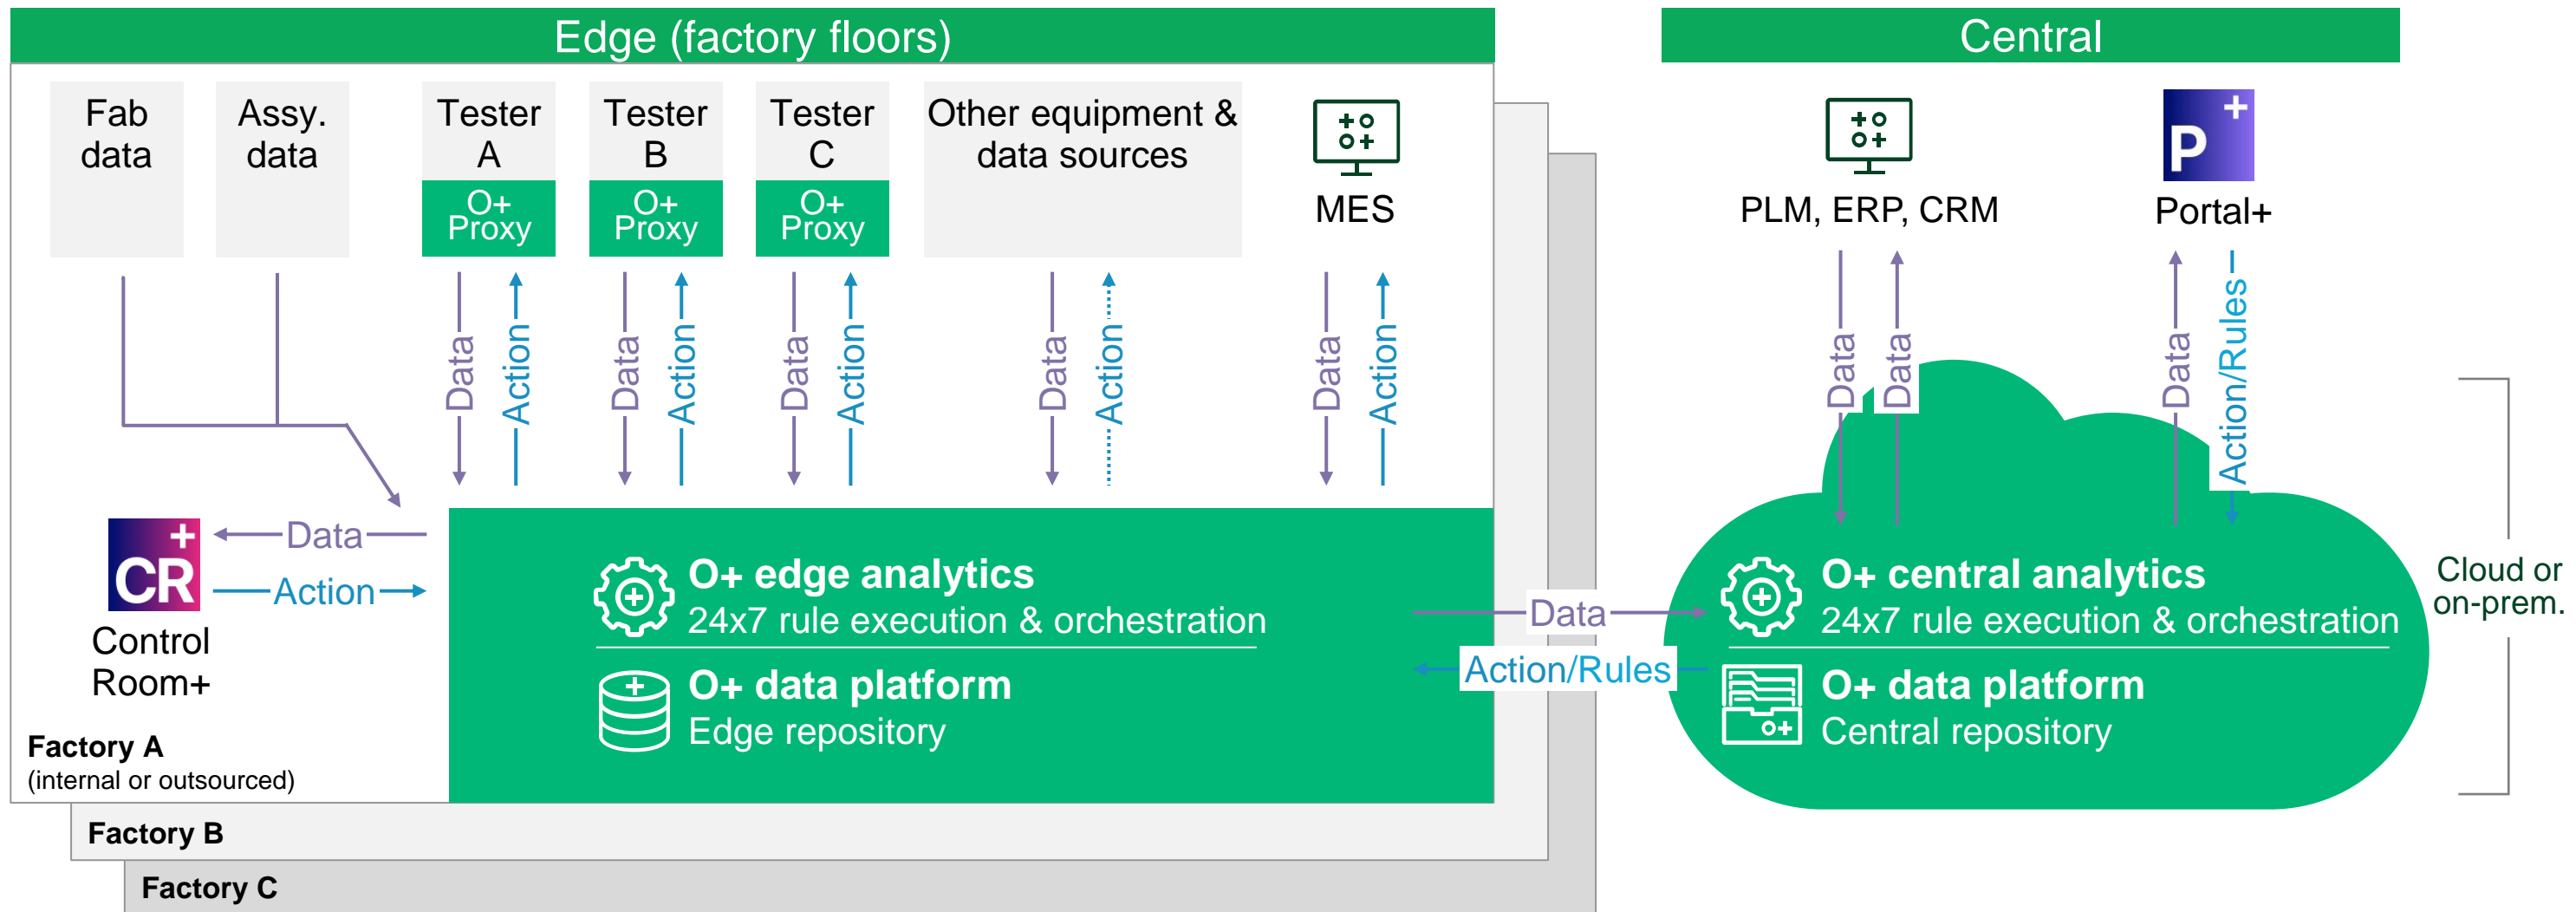 Edge (factory floors)
Central
Fab
data
Assy.
data
Tester
A
O+
Proxy
Tester
B
O+
Proxy
Tester
C
O+
Proxy
Other equipment &
data sources
MES
PLM, ERP, CRM
P+
Portal+
Data
Action
Data
Action
Data
Action
Data
Action
Data
Action
Data
Data
Data
Action/Rules
CR+
Control
Room+
Data
Action
O+ edge analytics
24x7 rule execution & orchestration
O+ data platform
Edge repository
Data
Action/Rules
O+ central analytics
24x7 rule execution & orchestration
O+ data platform
Central repository
Cloud or
on-prem.
Factory A
(internal or outsourced)
Factory B
Factory C